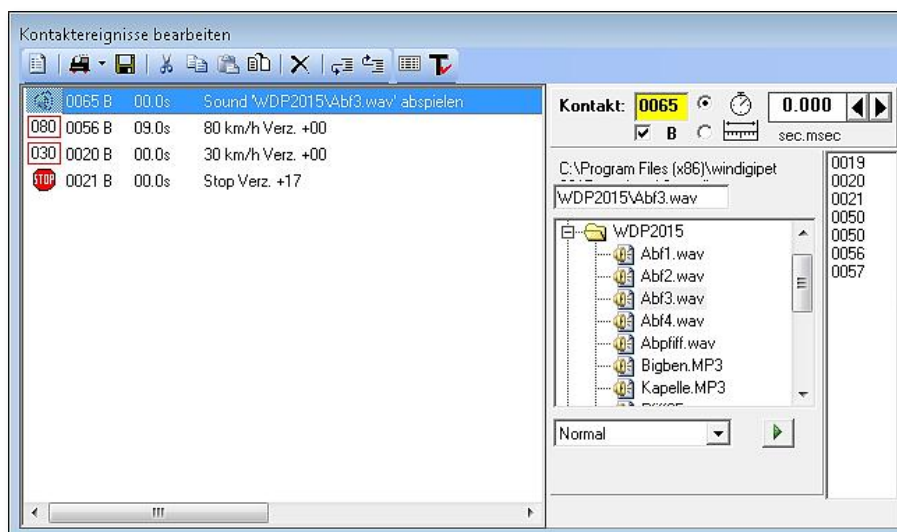 Kontaktereignisse bearbeiten
0065 B 00.0s Sound 'WDP2015\Abf3.wav' abspielen
080 0056 B 09.0s 80 km/h Verz. +00
030 0020 B 00.0s 30 km/h Verz. +00
STOP 0021 B 00.0s Stop Verz. +17
Kontakt: 0065 0.000
B sec.msec
C:\Program Files (x86)\windigipet
WDP2015\Abf3.wav
WDP2015
Abf1.wav
Abf2.wav
Abf3.wav
Abf4.wav
Abpfiff.wav
Bigben.MP3
Kapelle.MP3
Normal
0019
0020
0021
0050
0050
0056
0057